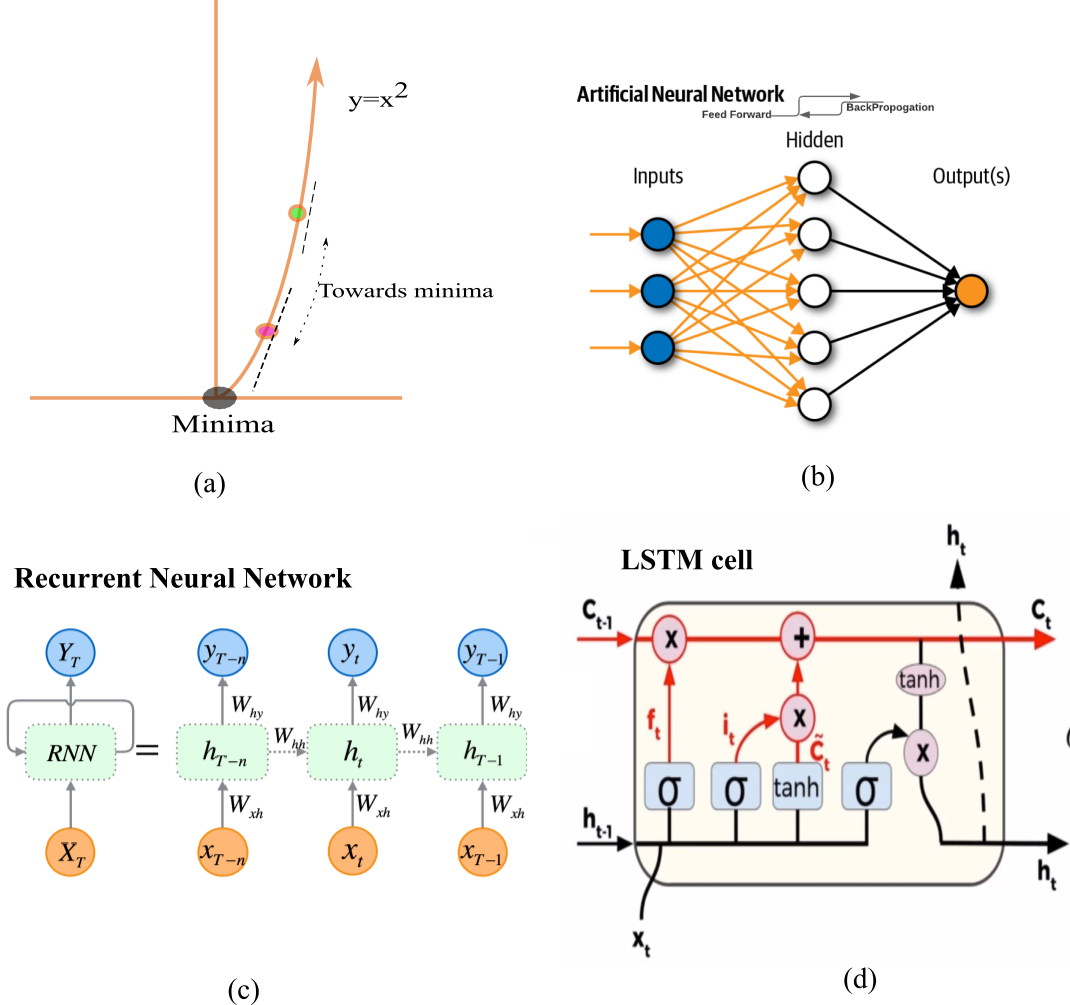 y=x²
Towards minima
Minima
(a)
Artificial Neural Network
Feed Forward
BackPropogation
Hidden
Inputs
Output(s)
(b)
Recurrent Neural Network
Y_T
y_{T-n}
y_t
y_{T-1}
W_{hy}
W_{hy}
W_{hy}
RNN
=
h_{T-n}
W_{hh}
h_t
W_{hh}
h_{T-1}
W_{xh}
W_{xh}
W_{xh}
X_T
x_{T-n}
x_t
x_{T-1}
(c)
LSTM cell
h_t
C_{t-1}
C_t
x
+
tanh
f_t
i_t
x
C̃_t
x
σ
σ
tanh
σ
h_{t-1}
h_t
x_t
(d)